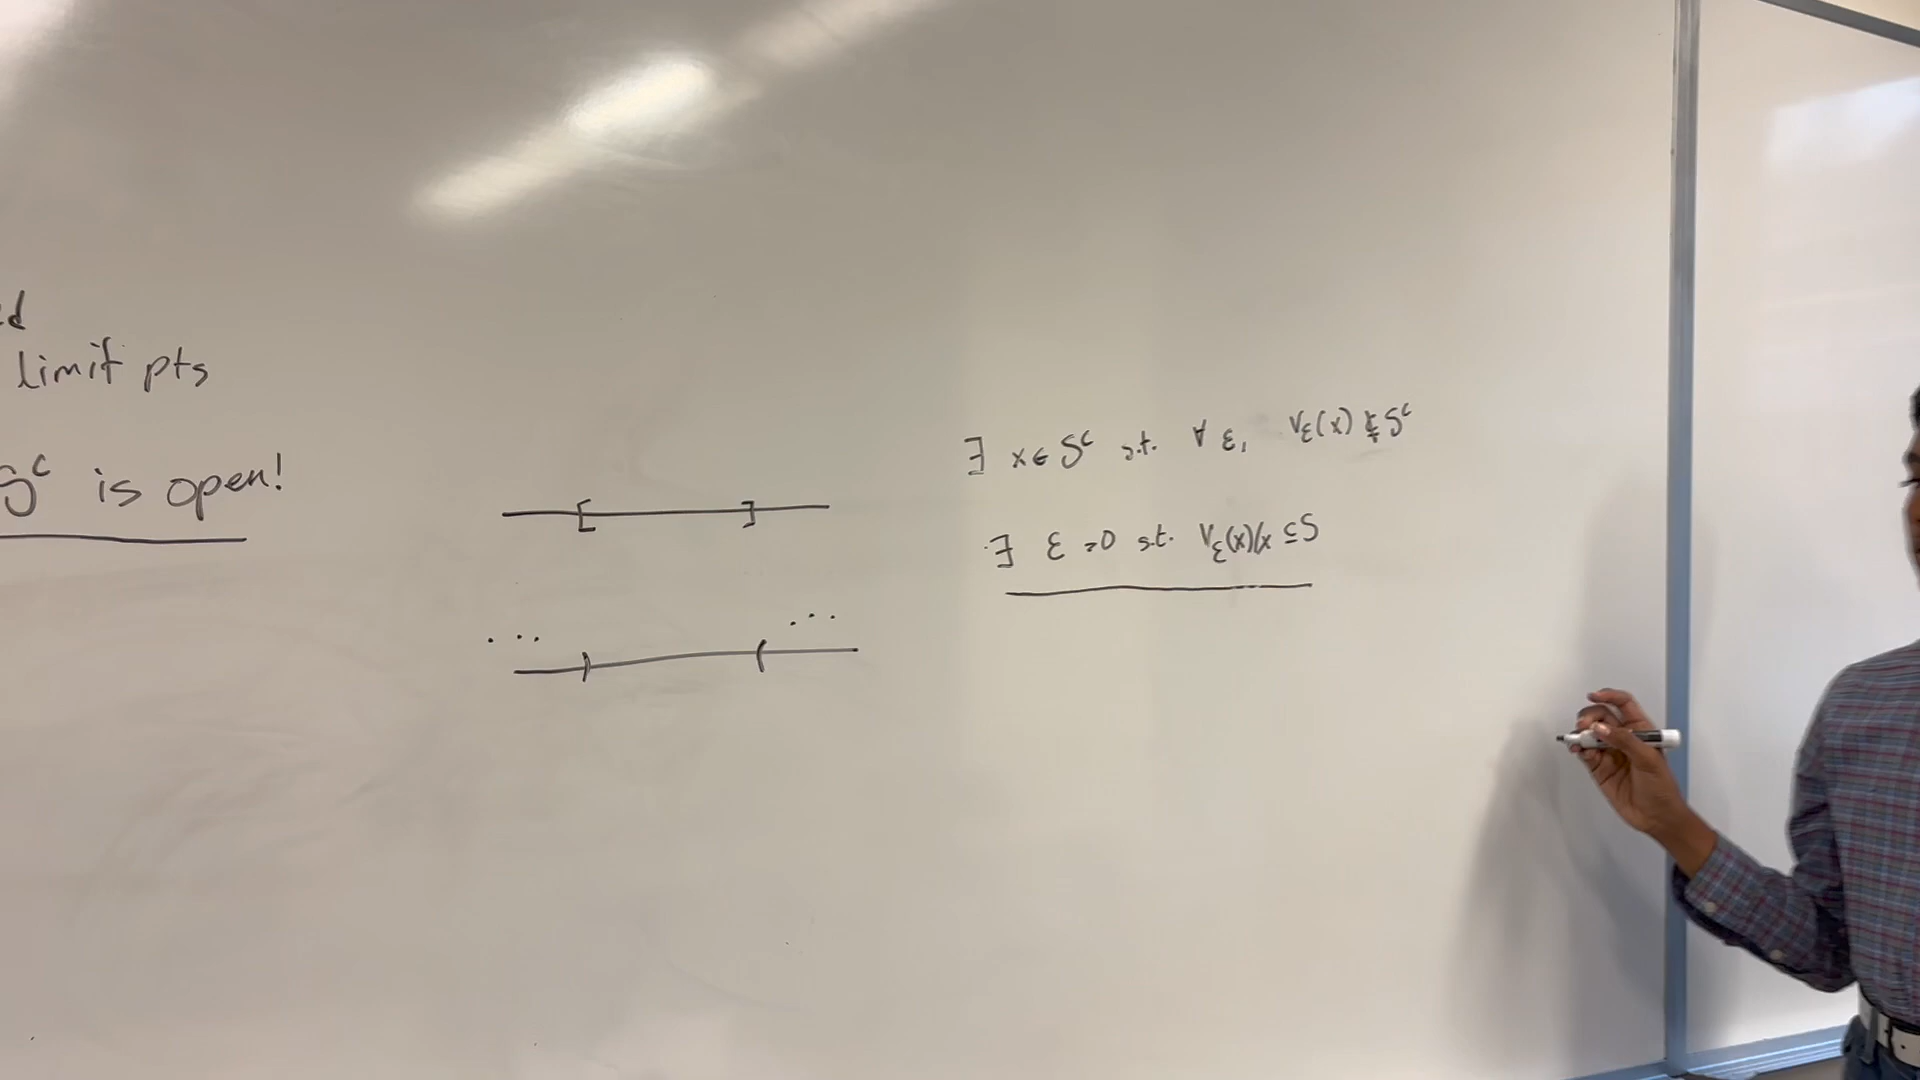 limit pts
S^c is open!
∃ x ∈ S^c s.t. ∀ ε, V_ε(x) ⊈ S^c
∃ ε >0 s.t. V_ε(x)\x ⊆ S